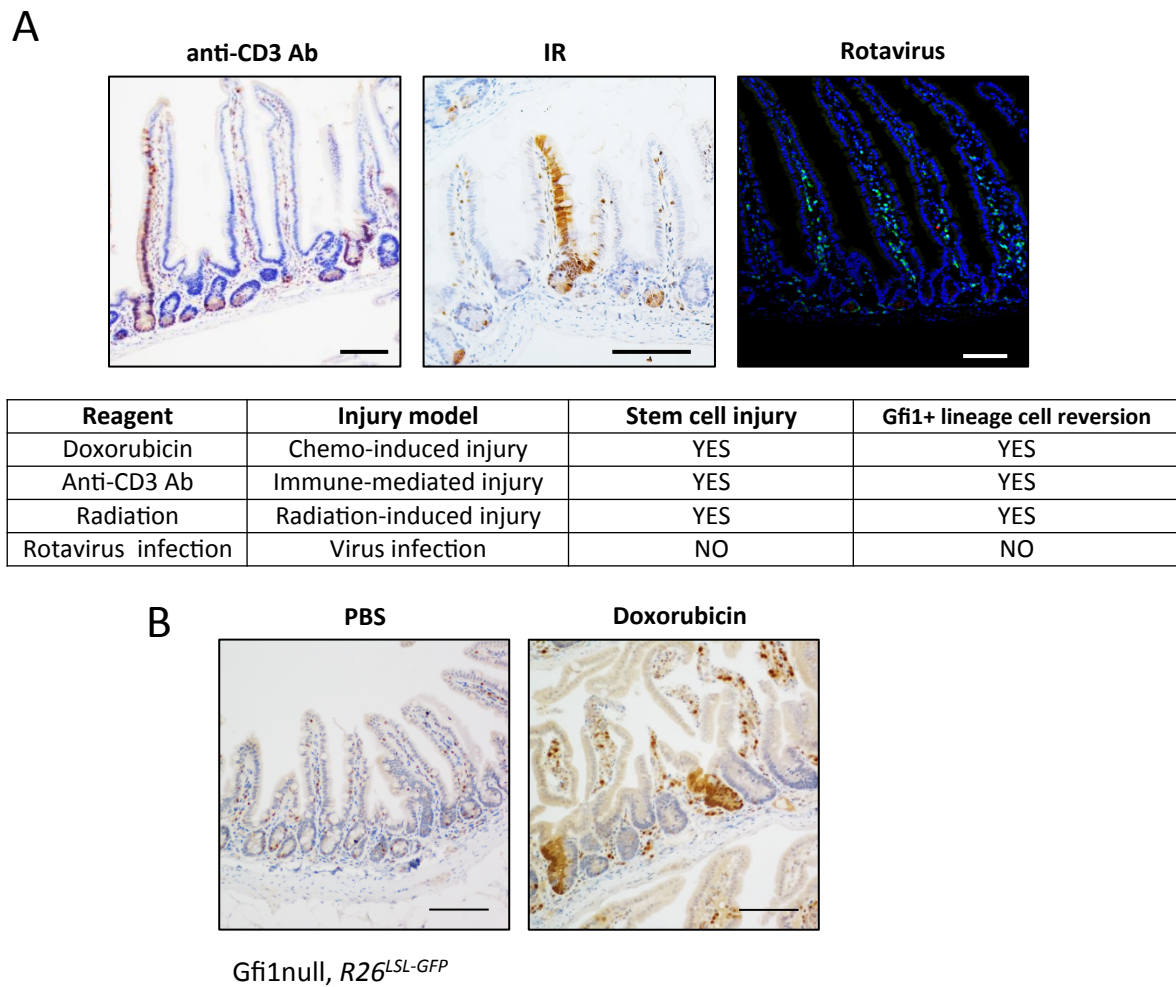 A
anti-CD3 Ab IR Rotavirus
Reagent Injury model Stem cell injury Gfi1+ lineage cell reversion
Doxorubicin Chemo-induced injury YES YES
Anti-CD3 Ab Immune-mediated injury YES YES
Radiation Radiation-induced injury YES YES
Rotavirus infection Virus infection NO NO
B
PBS Doxorubicin
Gfi1null, R26LSL-GFP